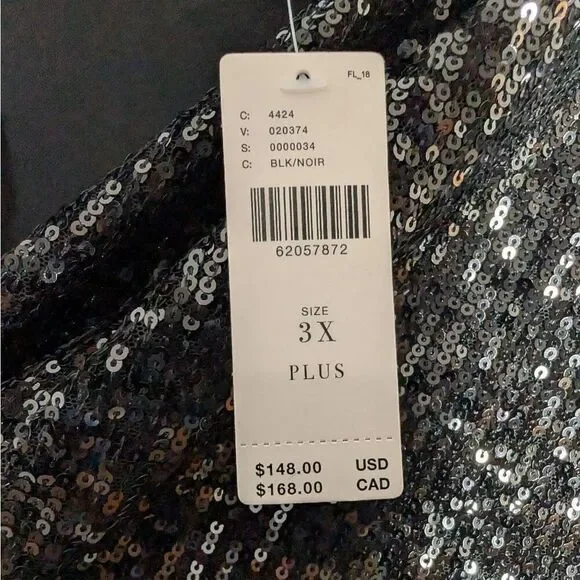 FL_18
C: 4424
V: 020374
S: 0000034
C: BLK/NOIR
62057872
SIZE
3X
PLUS
$148.00 USD
$168.00 CAD